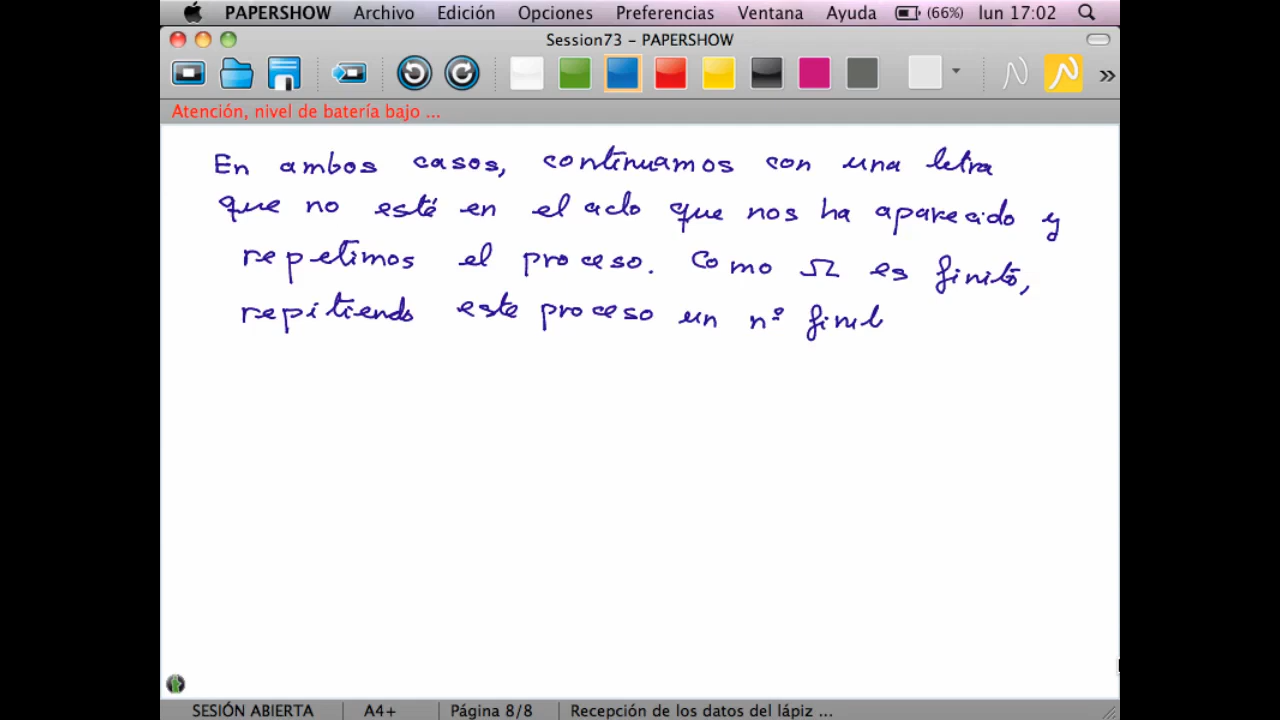 PAPERSHOW Archivo Edición Opciones Preferencias Ventana Ayuda (66%) lun 17:02
Session73 – PAPERSHOW
Atención, nivel de batería bajo ...
En ambos casos, continuamos con una letra
que no esté en el ciclo que nos ha aparecido y
repetimos el proceso. Como Ω es finito,
repitiendo este proceso un nº finit
SESIÓN ABIERTA A4+ Página 8/8 Recepción de los datos del lápiz ...